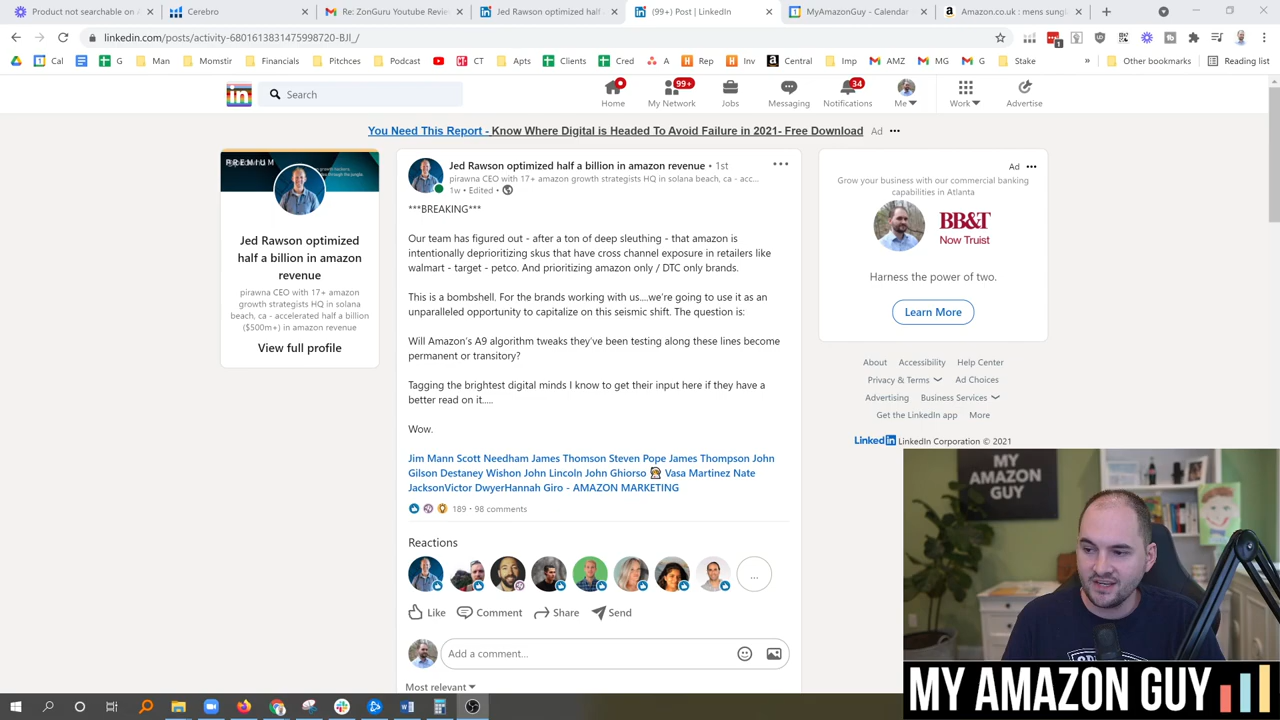 Product not searchable on A
Cerebro
Re: ZonGuru Youtube Revie
Jed Rawson optimized half
(99+) Post | LinkedIn
MyAmazonGuy - Calendar
Amazon.co.uk : mens sung
linkedin.com/posts/activity-6801613831475998720-BJl_/
Cal
G
Man
Momstir
Financials
Pitchces
Podcast
CT
Apts
Clients
Cred
A
Rep
Inv
Central
Imp
AMZ
MG
G
Stake
»
Other bookmarks
Reading list
in
Search
Home
99+
My Network
Jobs
Messaging
34
Notifications
Me
Work
Advertise
You Need This Report - Know Where Digital is Headed To Avoid Failure in 2021- Free Download Ad
PREMIUM
Jed Rawson optimized
half a billion in amazon
revenue
pirawna CEO with 17+ amazon
growth strategists HQ in solana
beach, ca - accelerated half a billion
($500m+) in amazon revenue
View full profile
Jed Rawson optimized half a billion in amazon revenue • 1st
pirawna CEO with 17+ amazon growth strategists HQ in solana beach, ca - acc...
1w • Edited •
***BREAKING***
Our team has figured out - after a ton of deep sleuthing - that amazon is
intentionally deprioritizing skus that have cross channel exposure in retailers like
walmart - target - petco. And prioritizing amazon only / DTC only brands.
This is a bombshell. For the brands working with us....we're going to use it as an
unparalleled opportunity to capitalize on this seismic shift. The question is:
Will Amazon's A9 algorithm tweaks they've been testing along these lines become
permanent or transitory?
Tagging the brightest digital minds I know to get their input here if they have a
better read on it.....
Wow.
Jim Mann Scott Needham James Thomson Steven Pope James Thompson John
Gilson Destaney Wishon John Lincoln John Ghiorso Vasa Martinez Nate
JacksonVictor DwyerHannah Giro - AMAZON MARKETING
189 • 98 comments
Reactions
...
Like
Comment
Share
Send
Add a comment...
Most relevant
Ad
Grow your business with our commercial banking
capabilities in Atlanta
BB&T
Now Truist
Harness the power of two.
Learn More
About Accessibility Help Center
Privacy & Terms Ad Choices
Advertising Business Services
Get the LinkedIn app More
LinkedIn LinkedIn Corporation © 2021
MY
AMAZON
GUY
MY AMAZON GUY